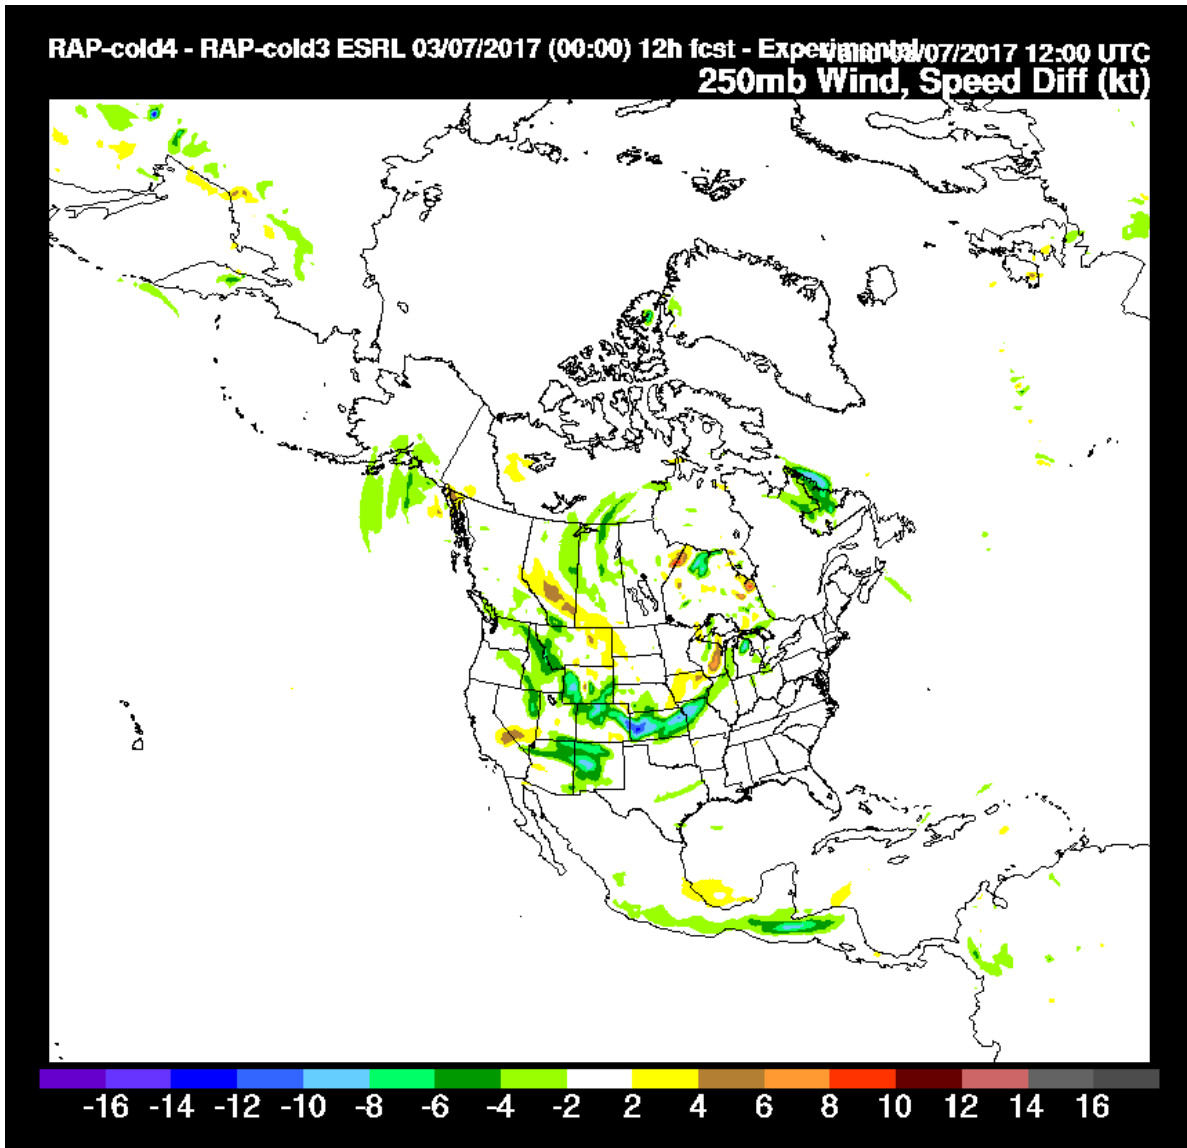 RAP-cold4 - RAP-cold3 ESRL 03/07/2017 (00:00) 12h fcst - Experimental
Valid 03/07/2017 12:00 UTC
250mb Wind, Speed Diff (kt)
-16 -14 -12 -10 -8 -6 -4 -2 2 4 6 8 10 12 14 16